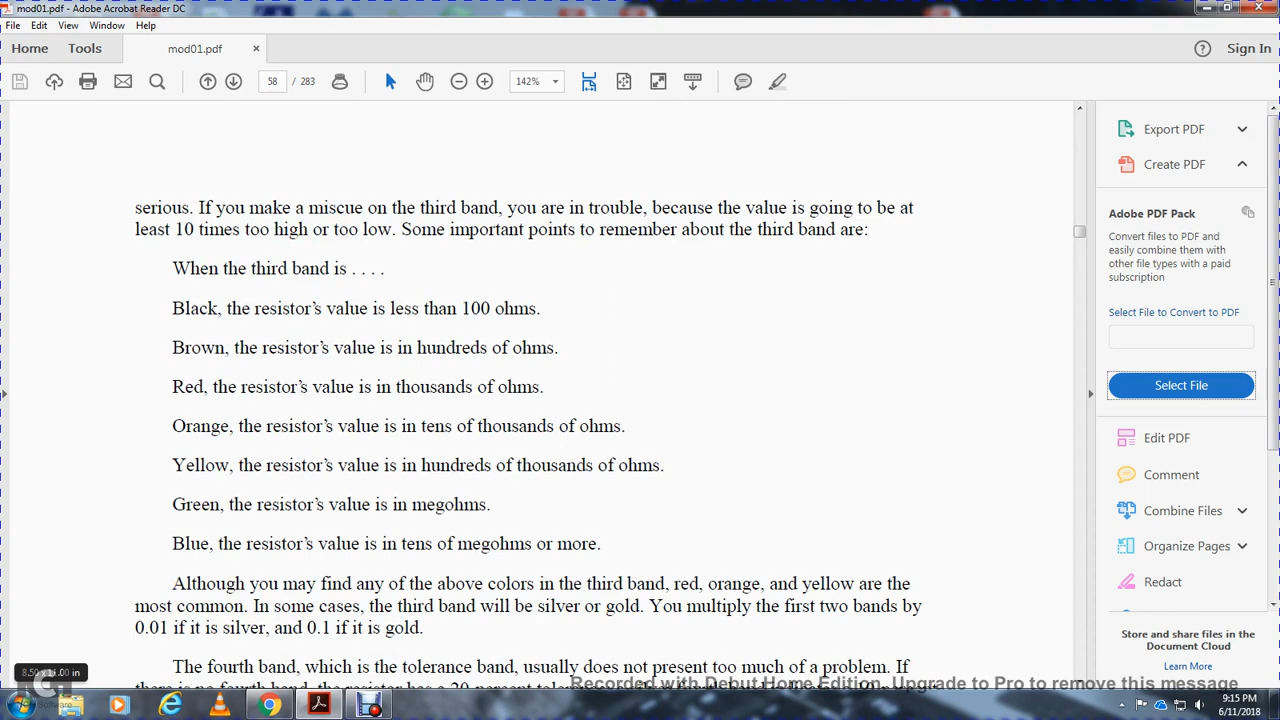 mod01.pdf - Adobe Acrobat Reader DC
File Edit View Window Help
Home Tools mod01.pdf × Sign In
58 / 283 142%
serious. If you make a miscue on the third band, you are in trouble, because the value is going to be at
least 10 times too high or too low. Some important points to remember about the third band are:
When the third band is . . . .
Black, the resistor’s value is less than 100 ohms.
Brown, the resistor’s value is in hundreds of ohms.
Red, the resistor’s value is in thousands of ohms.
Orange, the resistor’s value is in tens of thousands of ohms.
Yellow, the resistor’s value is in hundreds of thousands of ohms.
Green, the resistor’s value is in megohms.
Blue, the resistor’s value is in tens of megohms or more.
Although you may find any of the above colors in the third band, red, orange, and yellow are the
most common. In some cases, the third band will be silver or gold. You multiply the first two bands by
0.01 if it is silver, and 0.1 if it is gold.
The fourth band, which is the tolerance band, usually does not present too much of a problem. If
Export PDF
Create PDF
Adobe PDF Pack
Convert files to PDF and
easily combine them with
other file types with a paid
subscription
Select File to Convert to PDF
Select File
Edit PDF
Comment
Combine Files
Organize Pages
Redact
Store and share files in the
Document Cloud
Learn More
8.50 x 11.00 in
Recorded with Debut Home Edition. Upgrade to Pro to remove this message
Software
9:15 PM
6/11/2018